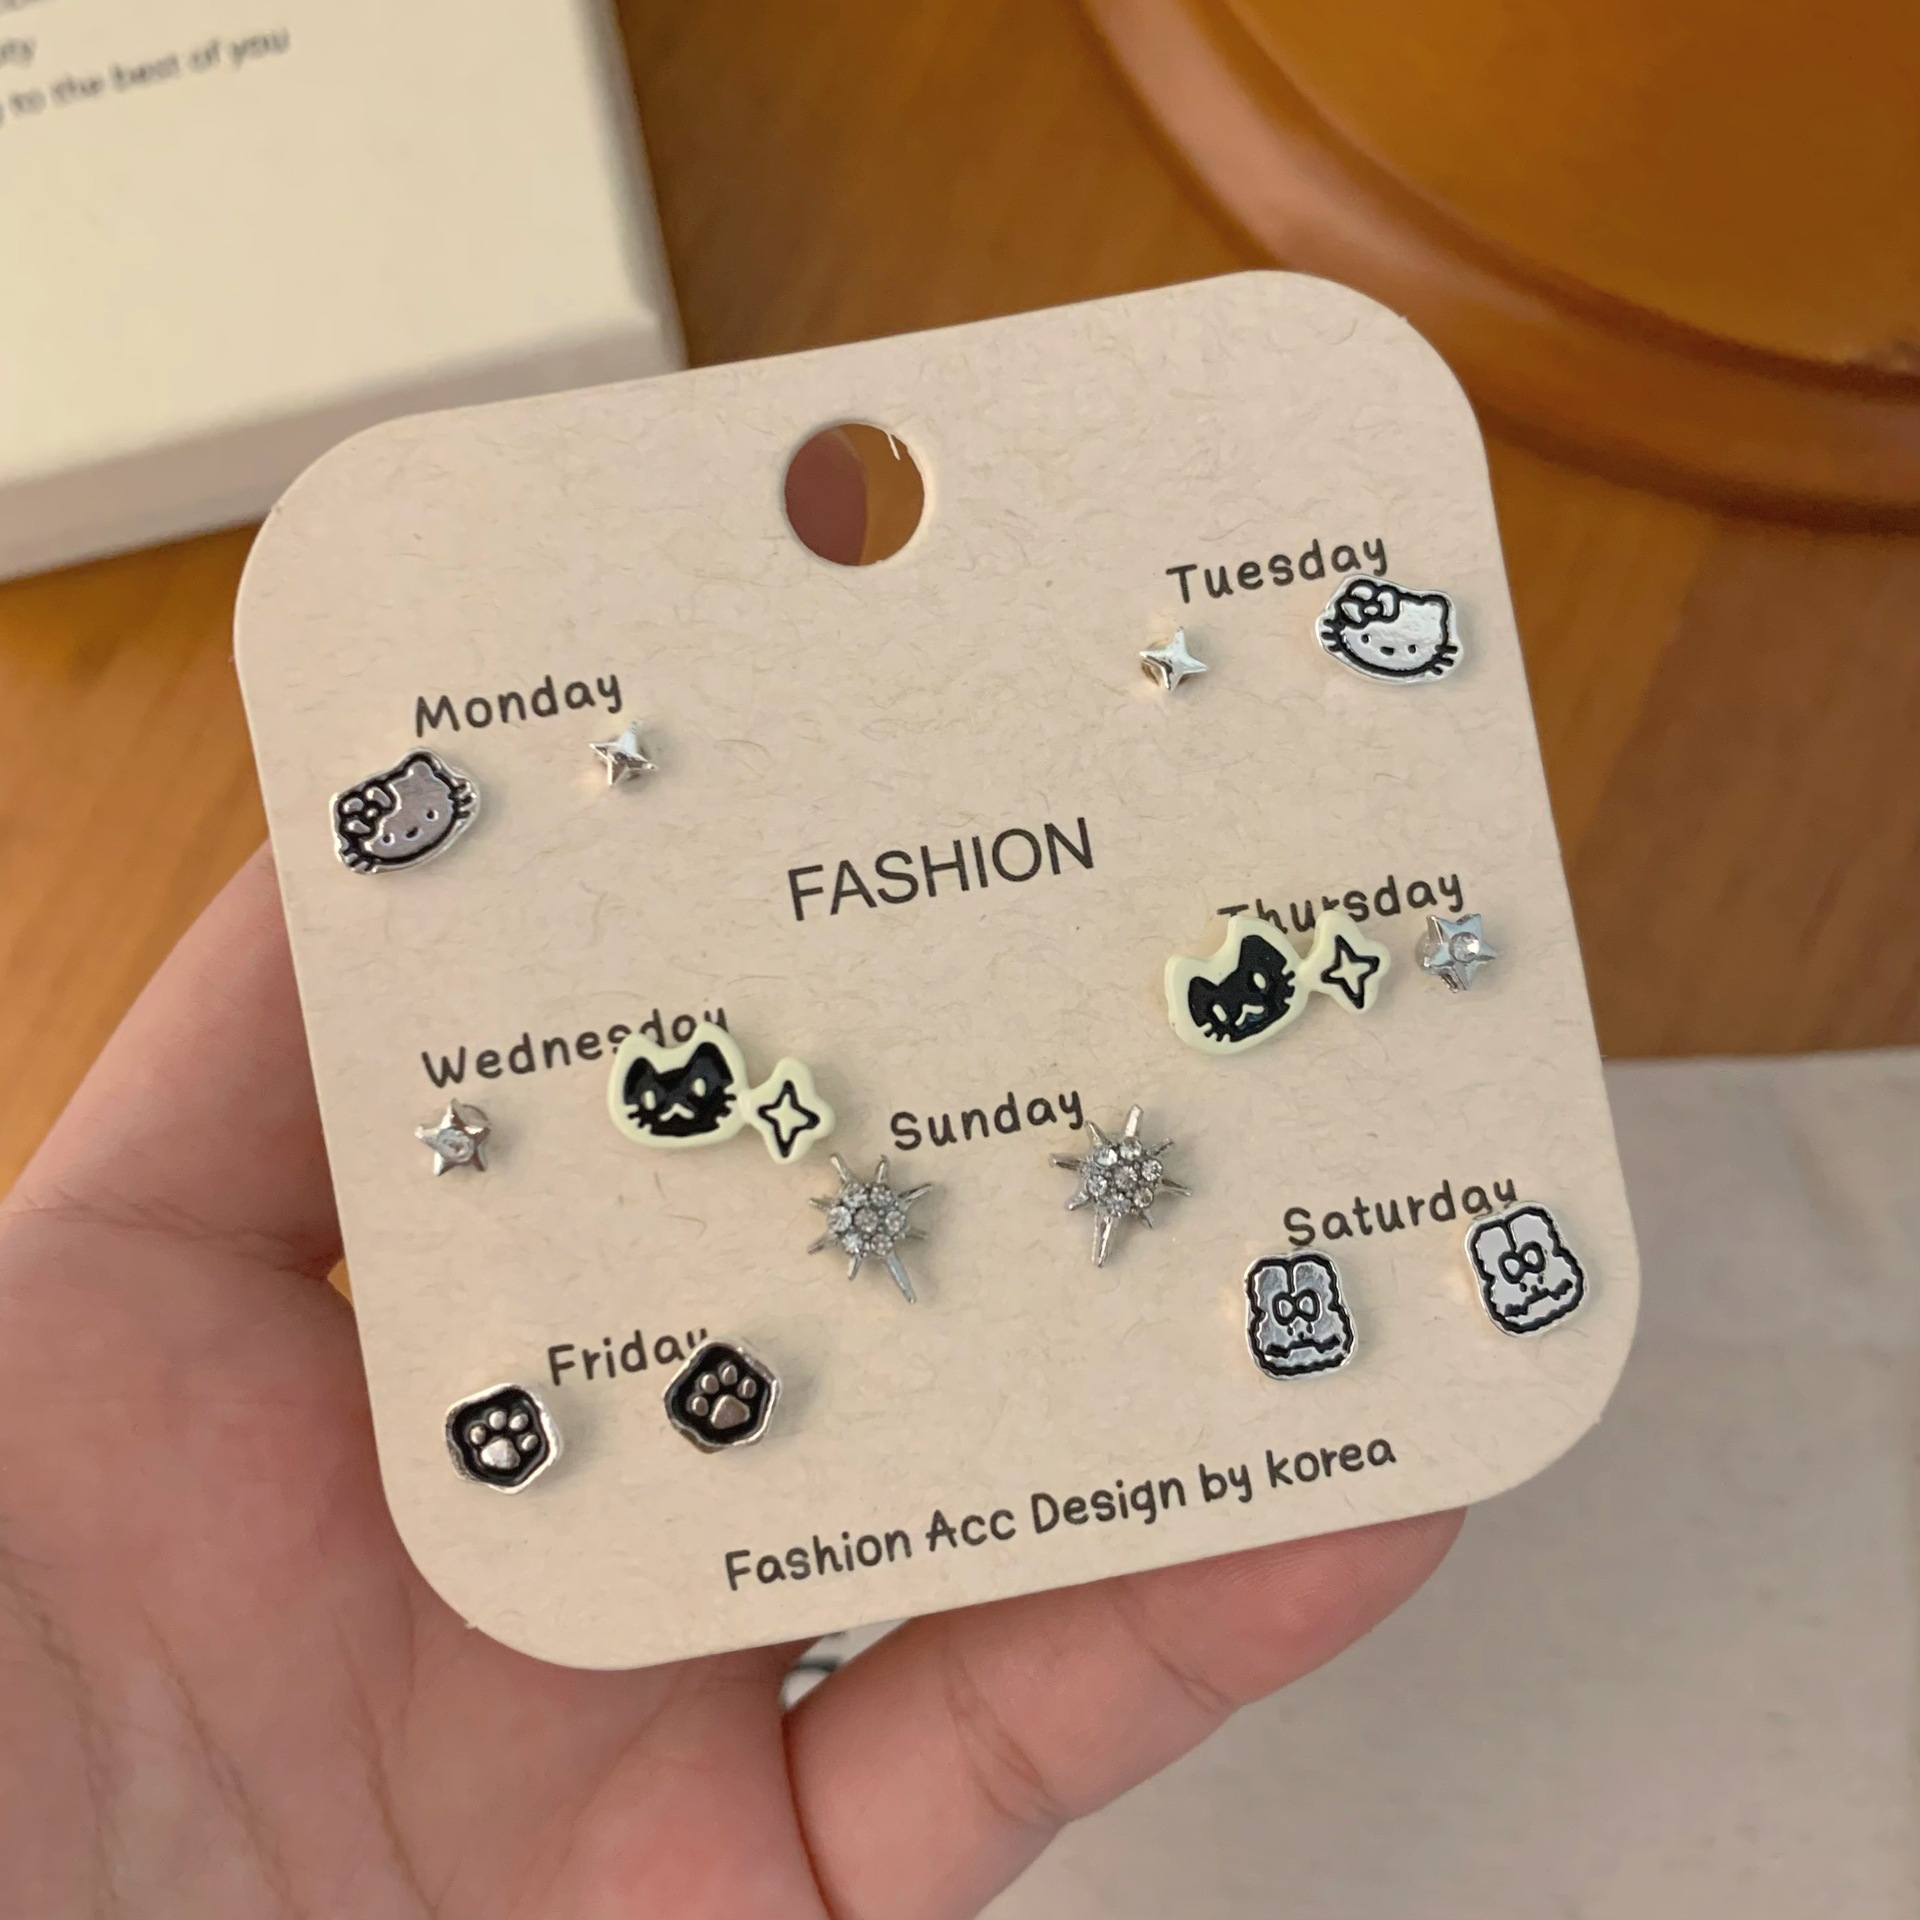 to the best of you
Tuesday
Monday
FASHION
Thursday
Wednesday
Sunday
Saturday
Friday
Fashion Acc Design by korea